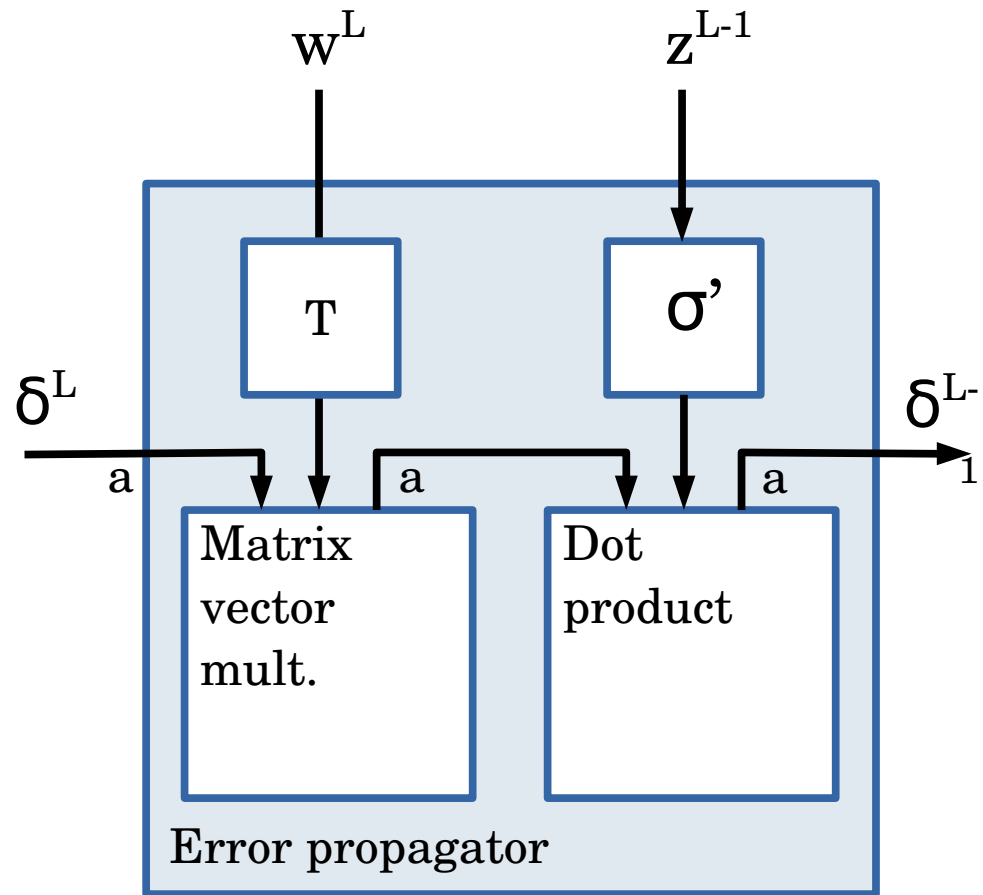 w^L
z^{L-1}
T
σ’
δ^L
δ^{L-
1}
a
a
a
Matrix
vector
mult.
Dot
product
Error propagator